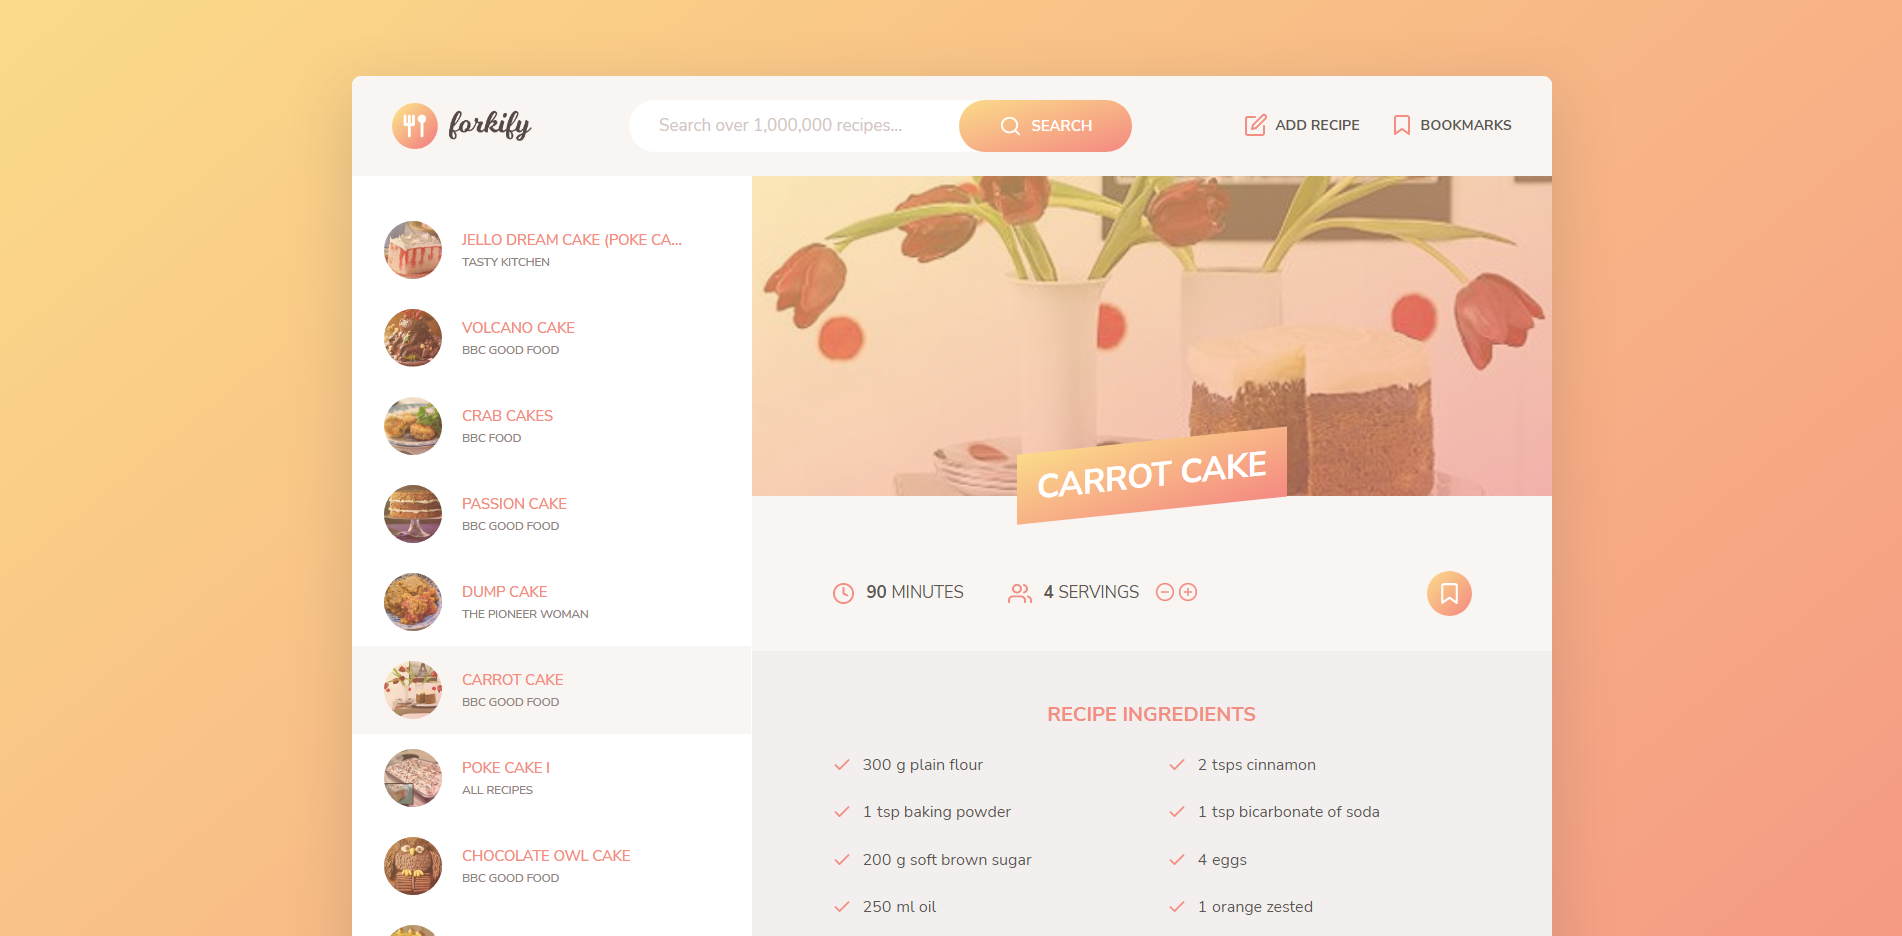 forkify
Search over 1,000,000 recipes...
SEARCH
ADD RECIPE
BOOKMARKS
JELLO DREAM CAKE (POKE CA...
TASTY KITCHEN
VOLCANO CAKE
BBC GOOD FOOD
CRAB CAKES
BBC FOOD
PASSION CAKE
BBC GOOD FOOD
DUMP CAKE
THE PIONEER WOMAN
CARROT CAKE
BBC GOOD FOOD
POKE CAKE I
ALL RECIPES
CHOCOLATE OWL CAKE
BBC GOOD FOOD
CARROT CAKE
90 MINUTES
4 SERVINGS
RECIPE INGREDIENTS
300 g plain flour
2 tsps cinnamon
1 tsp baking powder
1 tsp bicarbonate of soda
200 g soft brown sugar
4 eggs
250 ml oil
1 orange zested